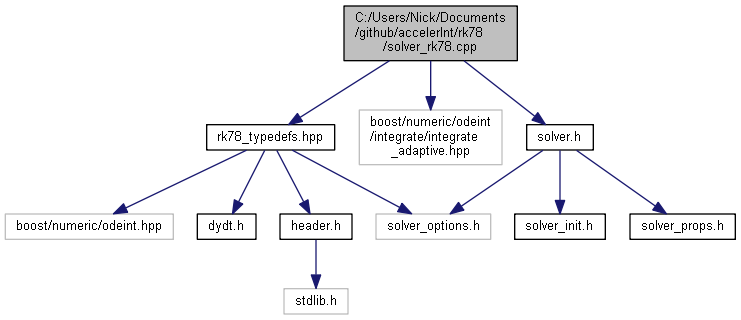 C:/Users/Nick/Documents
/github/accelerInt/rk78
/solver_rk78.cpp
rk78_typedefs.hpp
boost/numeric/odeint
/integrate/integrate
_adaptive.hpp
solver.h
boost/numeric/odeint.hpp
dydt.h
header.h
solver_options.h
solver_init.h
solver_props.h
stdlib.h